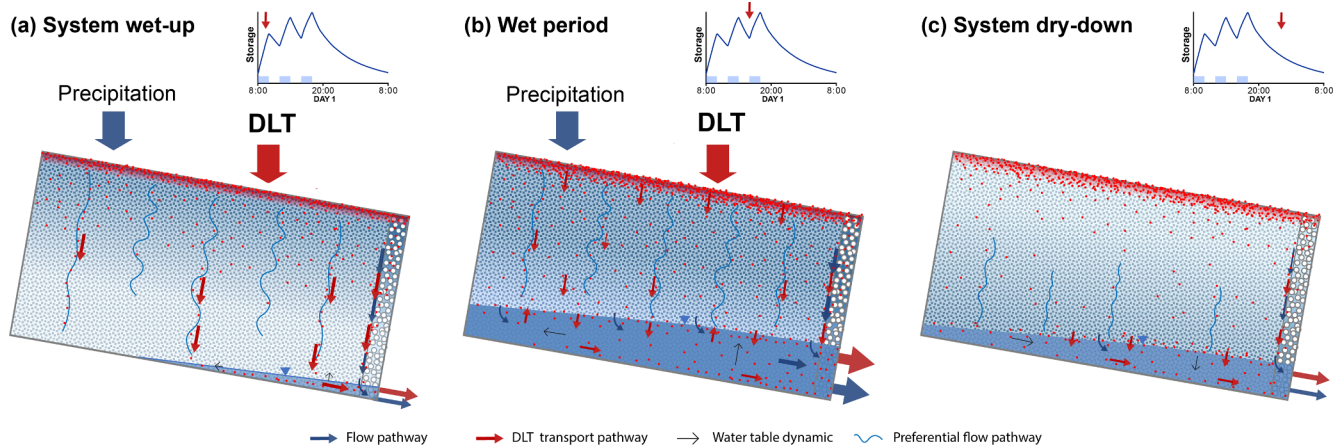 (a) System wet-up
Storage
8:00 20:00 8:00
DAY 1
Precipitation
DLT
(b) Wet period
Storage
8:00 20:00 8:00
DAY 1
Precipitation
DLT
(c) System dry-down
Storage
8:00 20:00 8:00
DAY 1
Flow pathway
DLT transport pathway
Water table dynamic
Preferential flow pathway